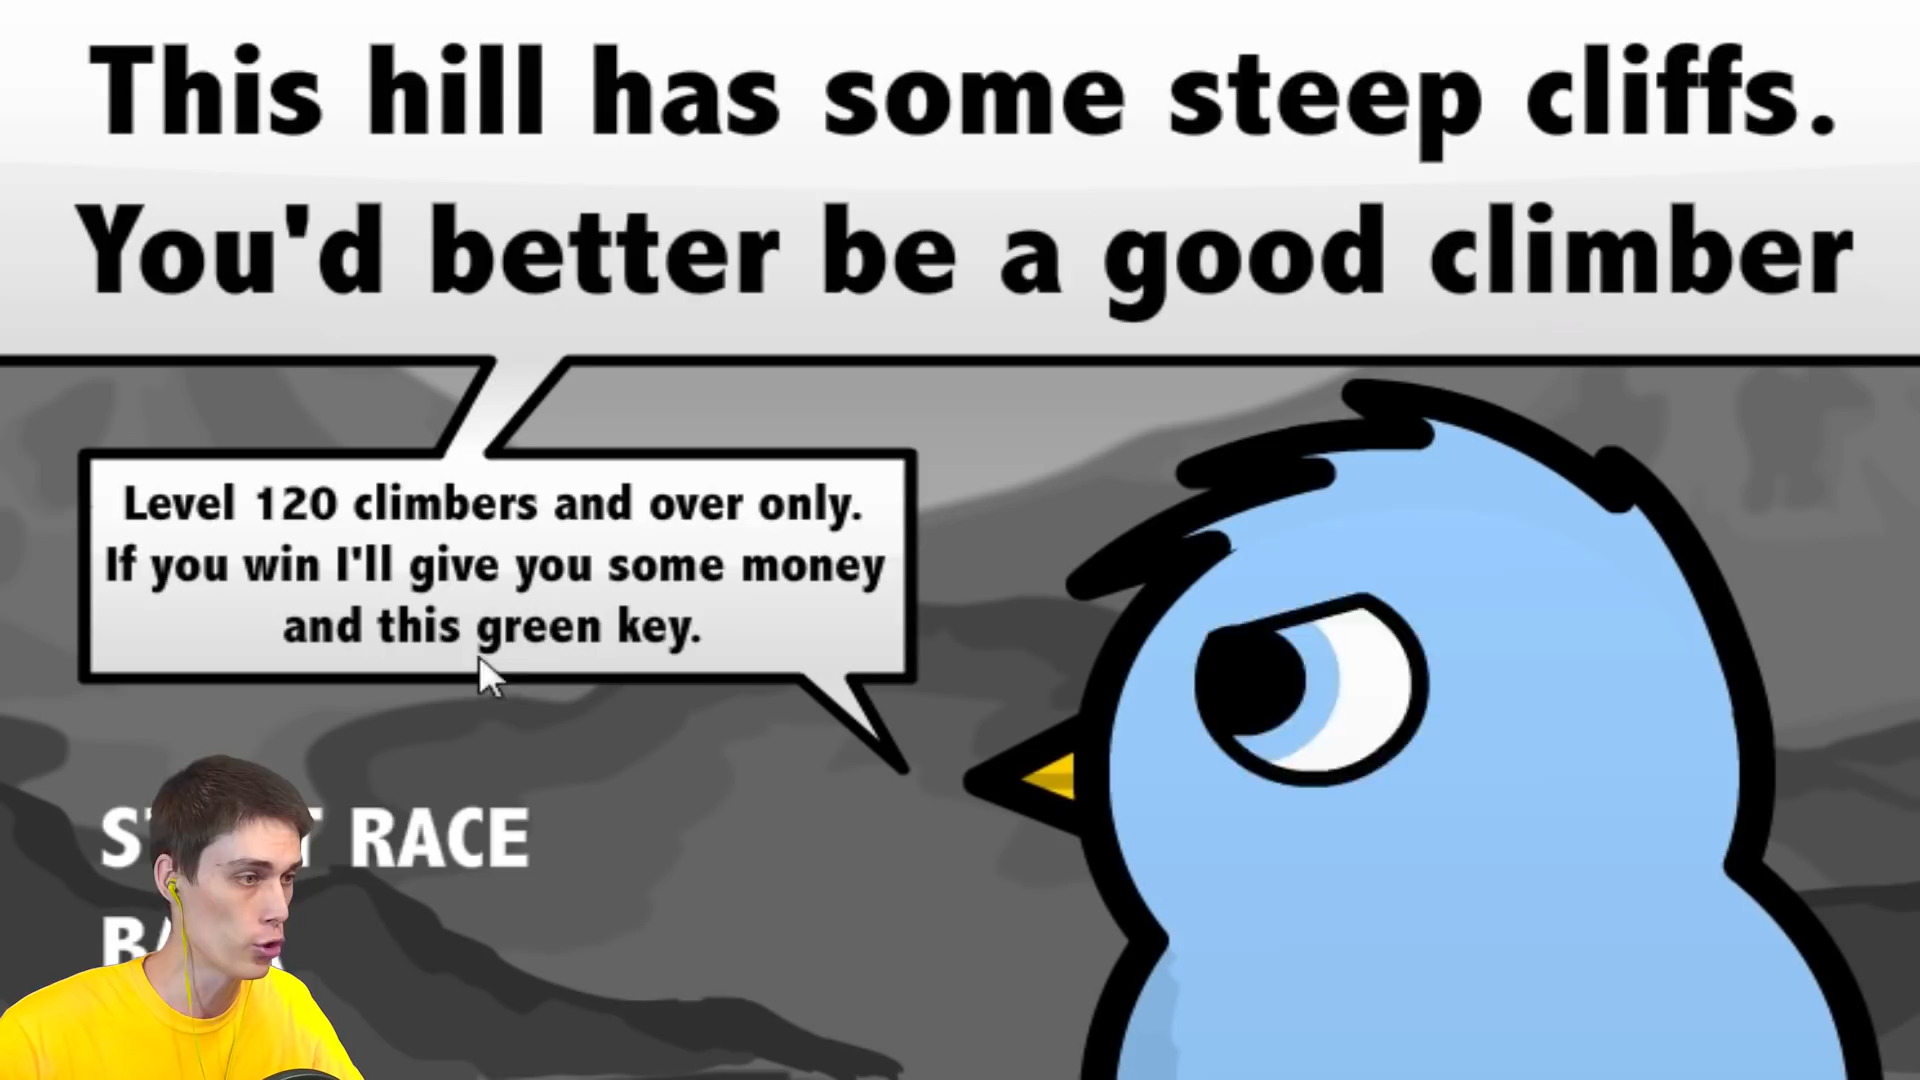 This hill has some steep cliffs.
You'd better be a good climber
Level 120 climbers and over only.
If you win I'll give you some money
and this green key.
RACE